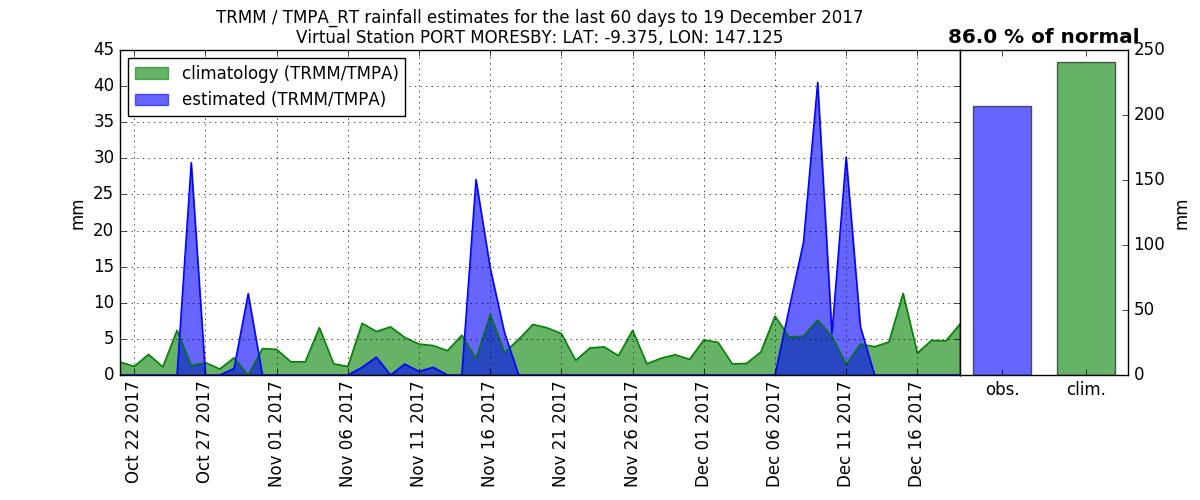 TRMM / TMPA_RT rainfall estimates for the last 60 days to 19 December 2017
Virtual Station PORT MORESBY: LAT: -9.375, LON: 147.125
86.0 % of normal
climatology (TRMM/TMPA)
estimated (TRMM/TMPA)
45
40
35
30
25
20
15
10
5
0
mm
Oct 22 2017
Oct 27 2017
Nov 01 2017
Nov 06 2017
Nov 11 2017
Nov 16 2017
Nov 21 2017
Nov 26 2017
Dec 01 2017
Dec 06 2017
Dec 11 2017
Dec 16 2017
obs.
clim.
250
200
150
100
50
0
mm